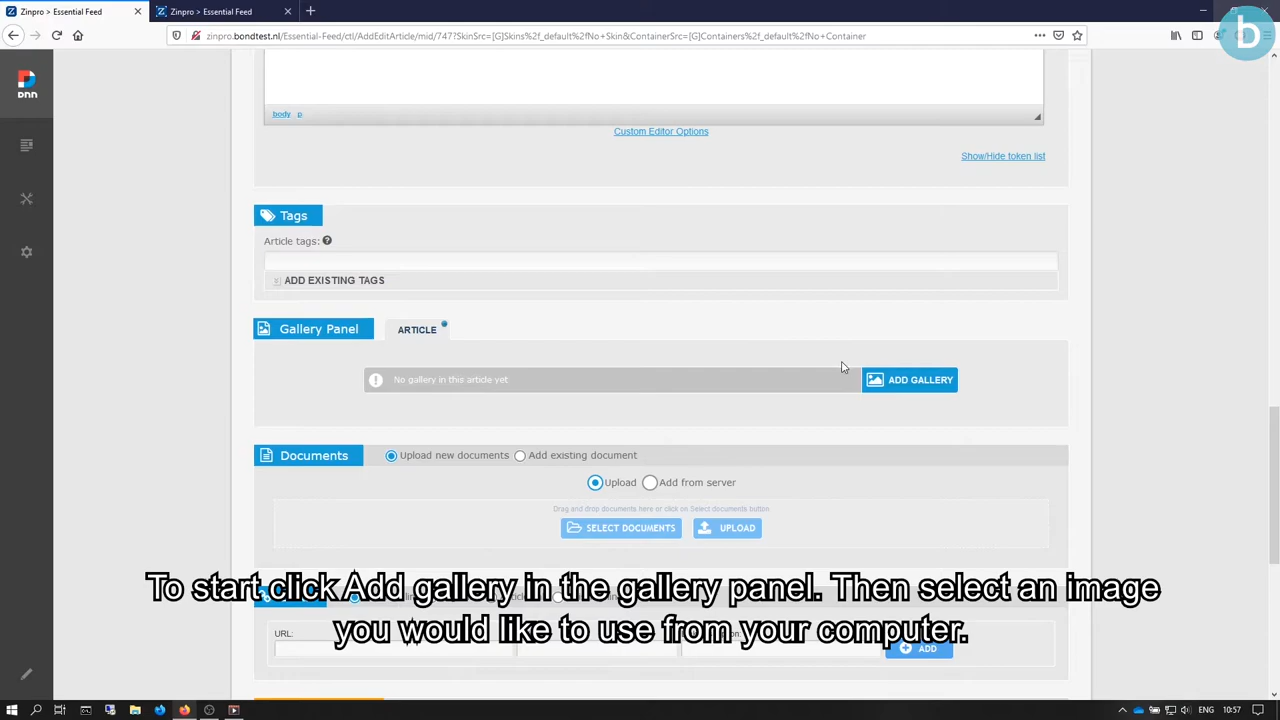 Zinpro > Essential Feed
Zinpro > Essential Feed
zinpro.bondtest.nl/Essential-Feed/ctl/AddEditArticle/mid/747?SkinSrc=[G]Skins%2f_default%2fNo+Skin&ContainerSrc=[G]Containers%2f_default%2fNo+Container
b
Dnn
body p
Custom Editor Options
Show/Hide token list
Tags
Article tags:
ADD EXISTING TAGS
Gallery Panel
ARTICLE
No gallery in this article yet
ADD GALLERY
Documents
Upload new documents
Add existing document
Upload
Add from server
Drag and drop documents here or click on Select documents button
SELECT DOCUMENTS
UPLOAD
To start click Add gallery in the gallery panel. Then select an image
you would like to use from your computer.
URL:
ADD
ENG
10:57